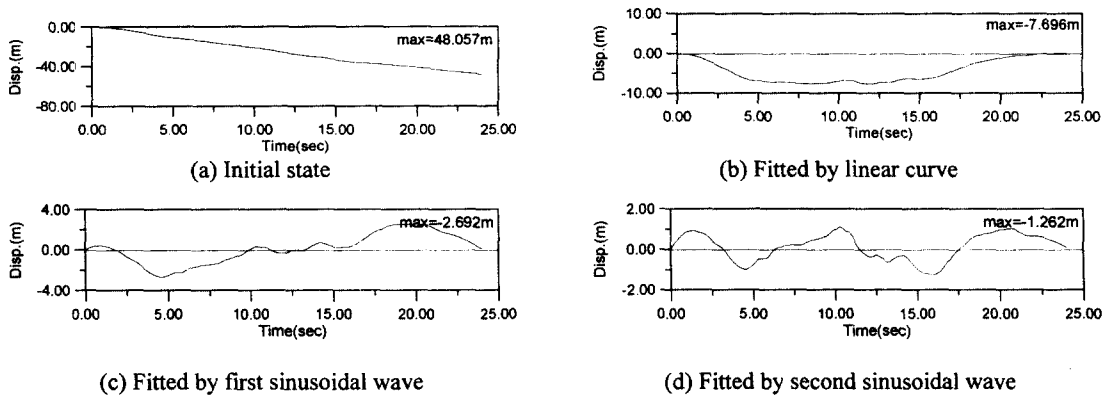 0.00
-40.00
-80.00
Disp.(m)
max=48.057m
0.00 5.00 10.00 15.00 20.00 25.00
Time(sec)
(a) Initial state
10.00
0.00
-10.00
Disp.(m)
max=-7.696m
0.00 5.00 10.00 15.00 20.00 25.00
Time(sec)
(b) Fitted by linear curve
4.00
0.00
-4.00
Disp.(m)
max=-2.692m
0.00 5.00 10.00 15.00 20.00 25.00
Time(sec)
(c) Fitted by first sinusoidal wave
2.00
0.00
-2.00
Disp.(m)
max=-1.262m
0.00 5.00 10.00 15.00 20.00 25.00
Time(sec)
(d) Fitted by second sinusoidal wave